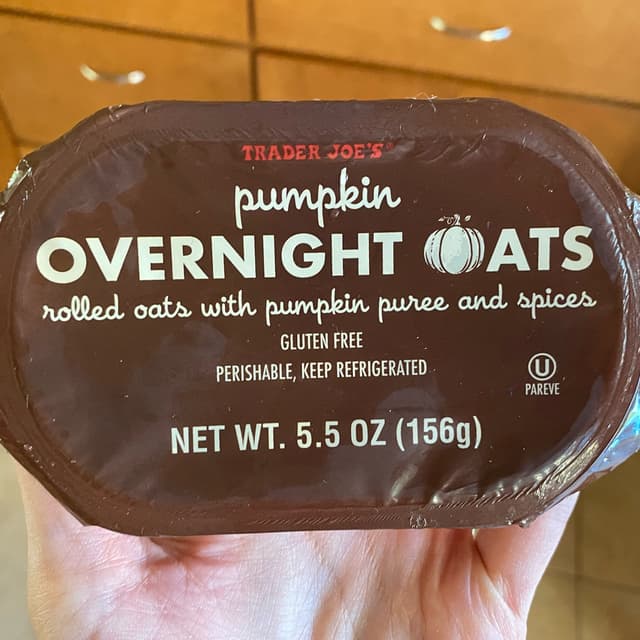 TRADER JOE'S®
pumpkin
OVERNIGHT OATS
rolled oats with pumpkin puree and spices
GLUTEN FREE
PERISHABLE, KEEP REFRIGERATED
U
PAREVE
NET WT. 5.5 OZ (156g)